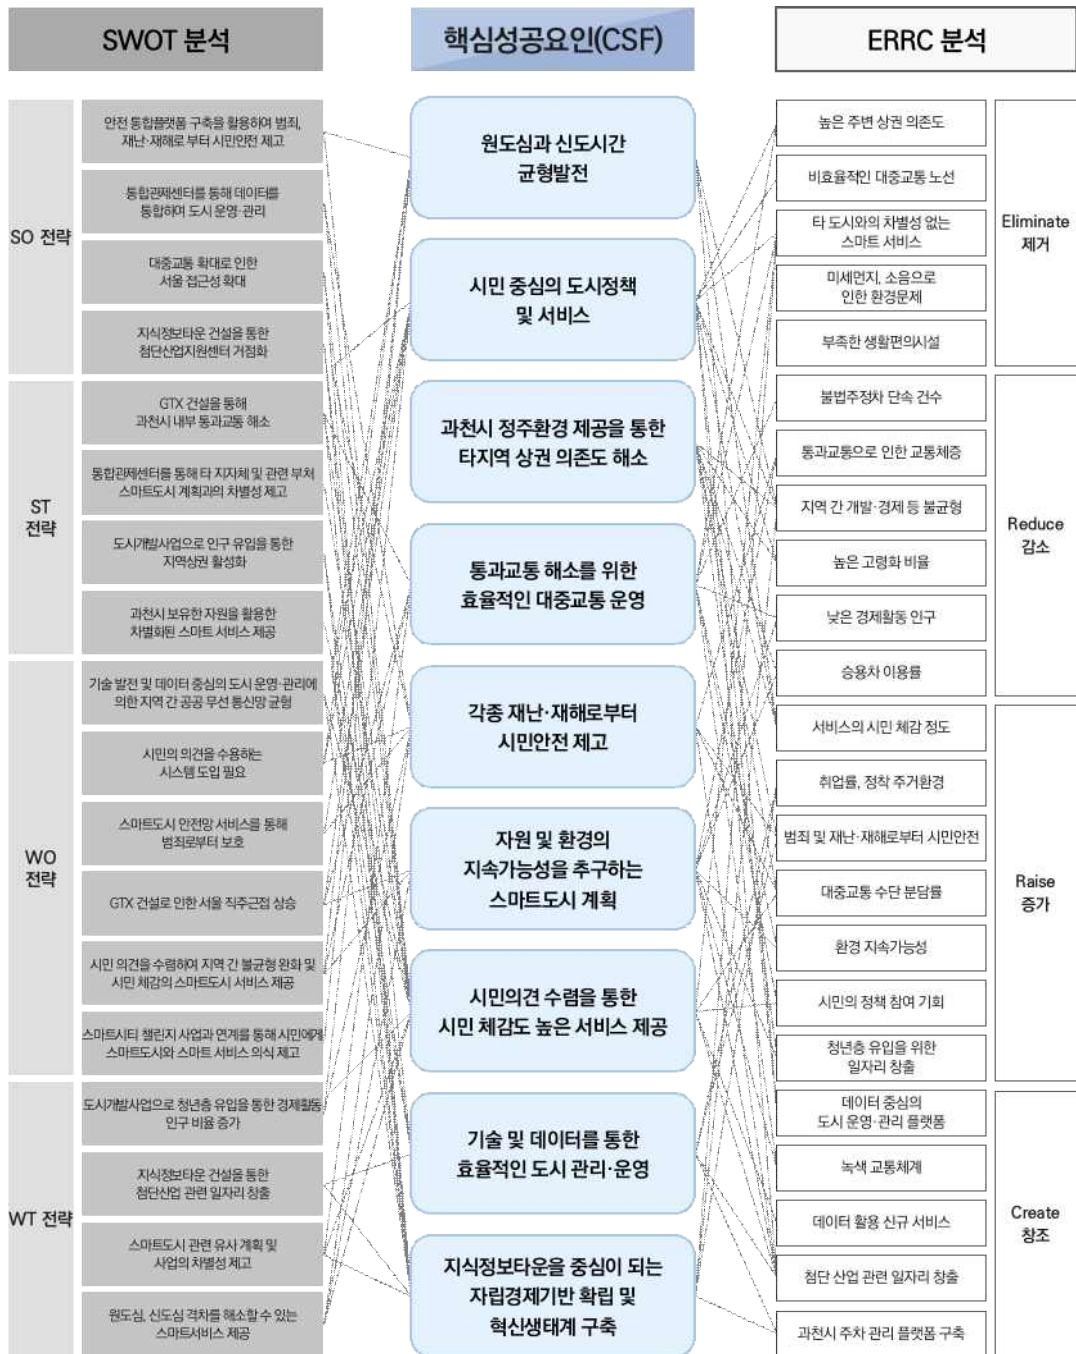 SWOT 분석
핵심성공요인(CSF)
ERRC 분석
SO 전략
안전 통합플랫폼 구축을 활용하여 범죄,
재난·재해로 부터 시민안전 제고
통합관제센터를 통해 데이터를
통합하여 도시 운영·관리
대중교통 확대로 인한
서울 접근성 확대
지식정보타운 건설을 통한
첨단산업지원센터 거점화
ST
전략
GTX 건설을 통해
과천시 내부 통과교통 해소
통합관제센터를 통해 타 지자체 및 관련 부처
스마트도시 계획과의 차별성 제고
도시개발사업으로 인구 유입을 통한
지역상권 활성화
과천시 보유한 자원을 활용한
차별화된 스마트 서비스 제공
WO
전략
기술 발전 및 데이터 중심의 도시 운영·관리에
의한 지역 간 공공 무선 통신망 균형
시민의 의견을 수용하는
시스템 도입 필요
스마트도시 안전망 서비스를 통해
범죄로부터 보호
GTX 건설로 인한 서울 직주근접 상승
시민 의견을 수렴하여 지역 간 불균형 완화 및
시민 체감의 스마트도시 서비스 제공
스마트시티 챌린지 사업과 연계를 통해 시민에게
스마트도시와 스마트 서비스 의식 제고
WT 전략
도시개발사업으로 청년층 유입을 통한 경제활동
인구 비율 증가
지식정보타운 건설을 통한
첨단산업 관련 일자리 창출
스마트도시 관련 유사 계획 및
사업의 차별성 제고
원도심, 신도심 격차를 해소할 수 있는
스마트서비스 제공
원도심과 신도시간
균형발전
시민 중심의 도시정책
및 서비스
과천시 정주환경 제공을 통한
타지역 상권 의존도 해소
통과교통 해소를 위한
효율적인 대중교통 운영
각종 재난·재해로부터
시민안전 제고
자원 및 환경의
지속가능성을 추구하는
스마트도시 계획
시민의견 수렴을 통한
시민 체감도 높은 서비스 제공
기술 및 데이터를 통한
효율적인 도시 관리·운영
지식정보타운을 중심이 되는
자립경제기반 확립 및
혁신생태계 구축
높은 주변 상권 의존도
비효율적인 대중교통 노선
타 도시와의 차별성 없는
스마트 서비스
미세먼지, 소음으로
인한 환경문제
부족한 생활편의시설
Eliminate
제거
불법주정차 단속 건수
통과교통으로 인한 교통체증
지역 간 개발·경제 등 불균형
높은 고령화 비율
낮은 경제활동 인구
승용차 이용률
Reduce
감소
서비스의 시민 체감 정도
취업률, 정착 주거환경
범죄 및 재난·재해로부터 시민안전
대중교통 수단 분담률
환경 지속가능성
시민의 정책 참여 기회
청년층 유입을 위한
일자리 창출
Raise
증가
데이터 중심의
도시 운영·관리 플랫폼
녹색 교통체계
데이터 활용 신규 서비스
첨단 산업 관련 일자리 창출
과천시 주차 관리 플랫폼 구축
Create
창조